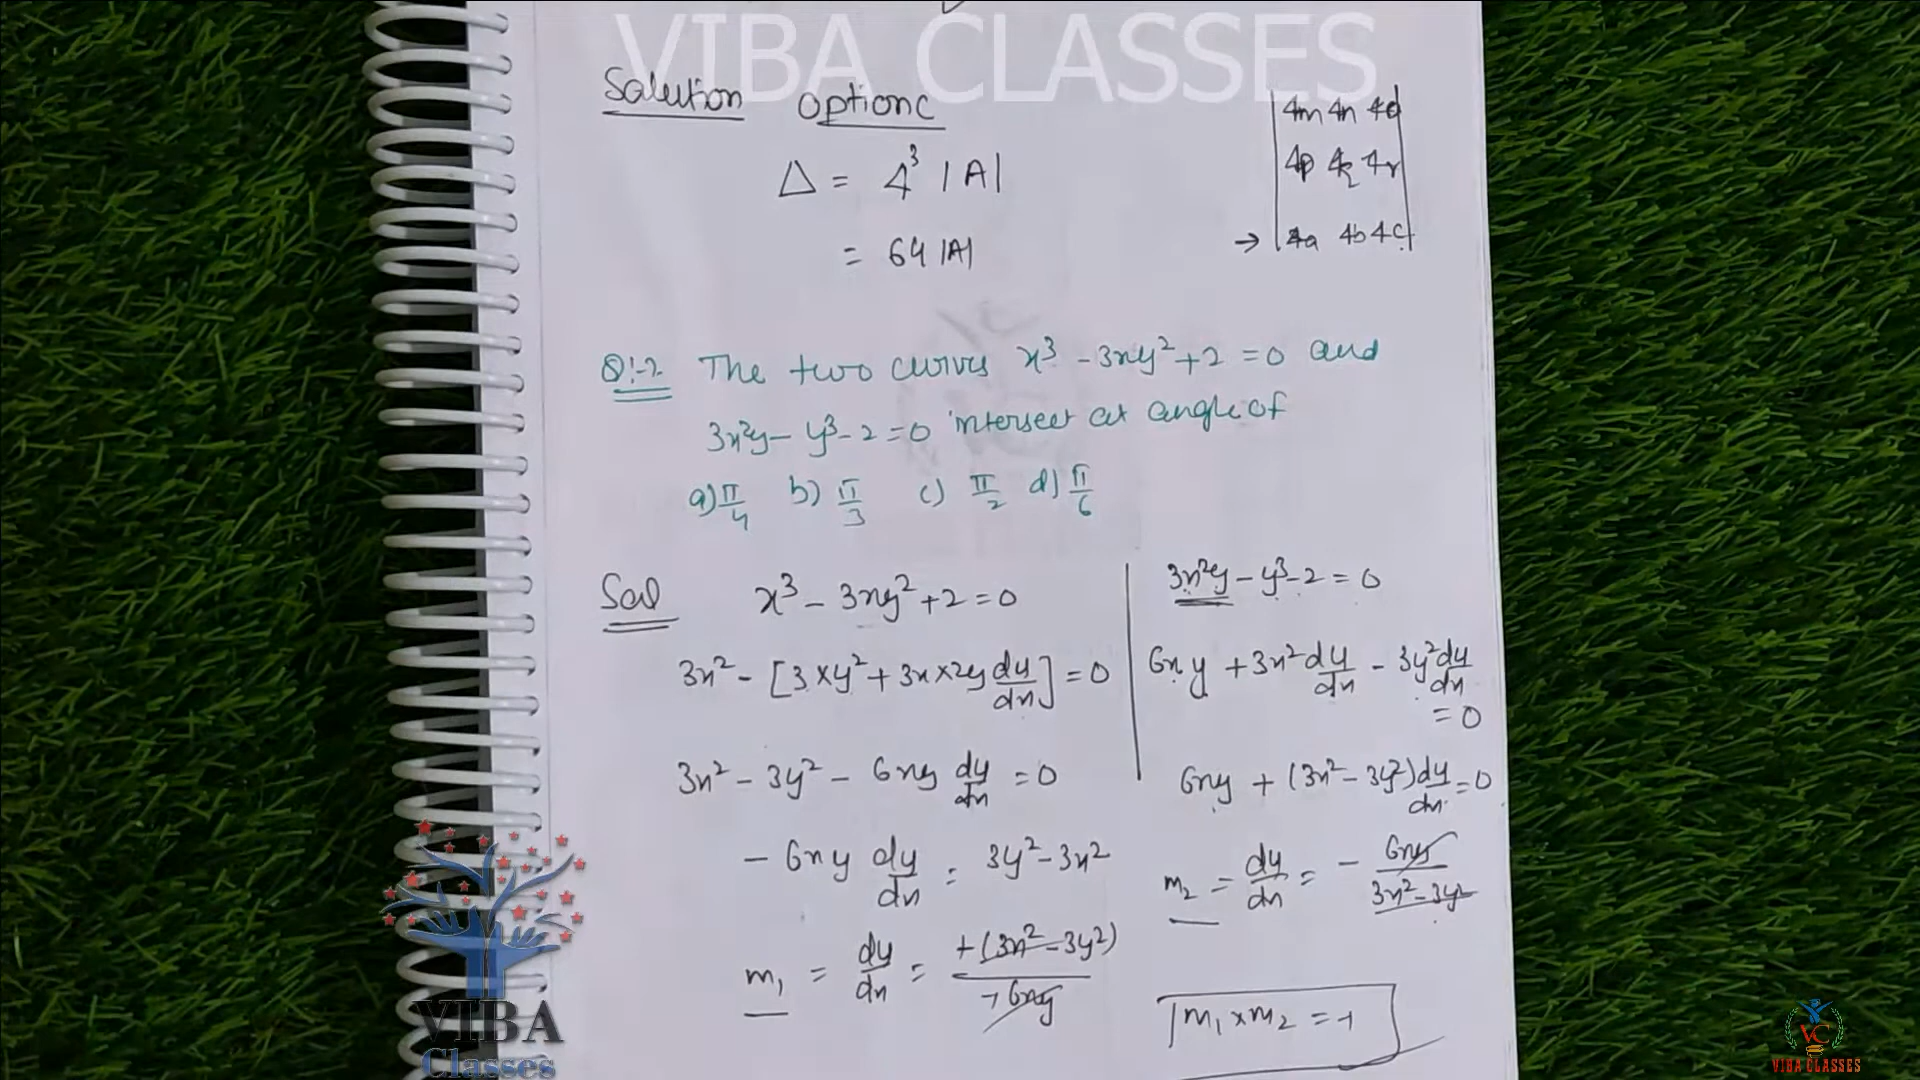 VIBA CLASSES
Solution Option C
Δ = 4³ |A|
= 64 |A|
4m 4n 4o
4p 4q 4r
→ 4a 4b 4c
Q:-2 The two curves x³ - 3xy² + 2 = 0 and
3x²y - y³ - 2 = 0 intersect at angle of
a) π/4 b) π/3 c) π/2 d) π/6
Sol x³ - 3xy² + 2 = 0
3x² - [3 × y² + 3x × 2y dy/dx] = 0
3x² - 3y² - 6xy dy/dx = 0
- 6xy dy/dx = 3y² - 3x²
m₁ = dy/dx = +(3x² - 3y²)/+6xy
3x²y - y³ - 2 = 0
6xy + 3x² dy/dx - 3y² dy/dx
= 0
6xy + (3x² - 3y²) dy/dx = 0
m₂ = dy/dx = - 6xy/3x² - 3y²
m₁ × m₂ = -1
VIBA
Classes
VC
VIBA CLASSES